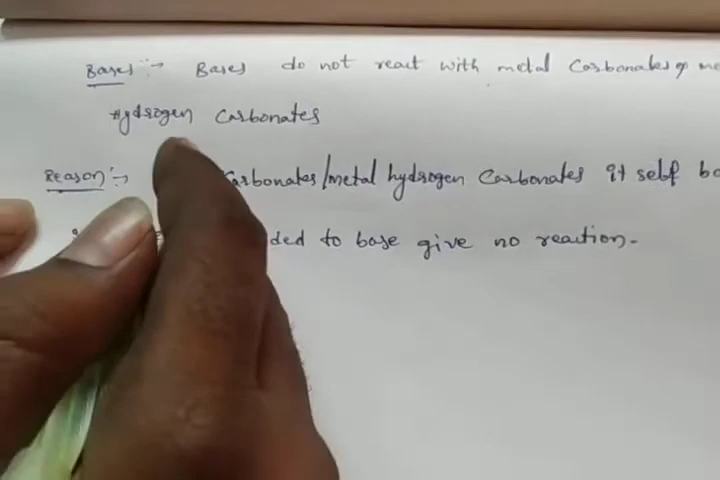 Bases :- Bases do not react with metal Carbonates &
Hydrogen Carbonates
Reason :- Carbonates/metal hydrogen Carbonates it self
to base give no reaction.